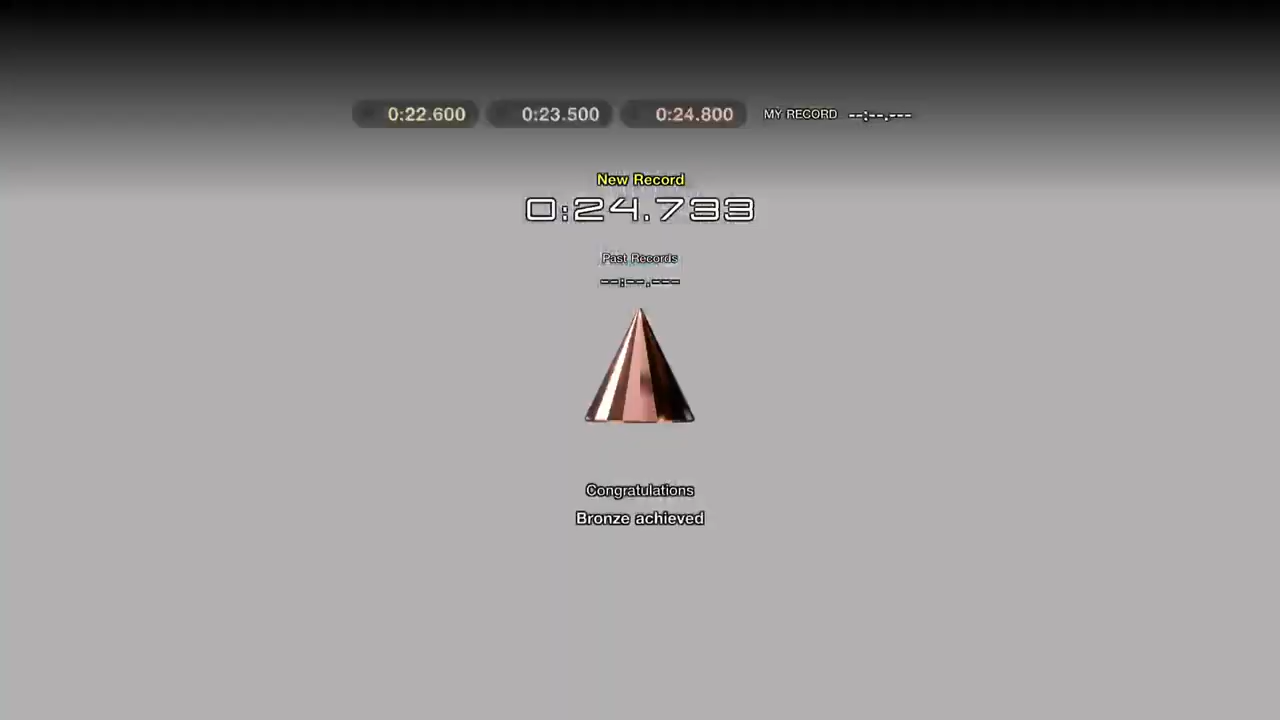 0:22.600 0:23.500 0:24.800 MY RECORD --:--.---
New Record
0:24.733
Past Records
--:--.---
Congratulations
Bronze achieved